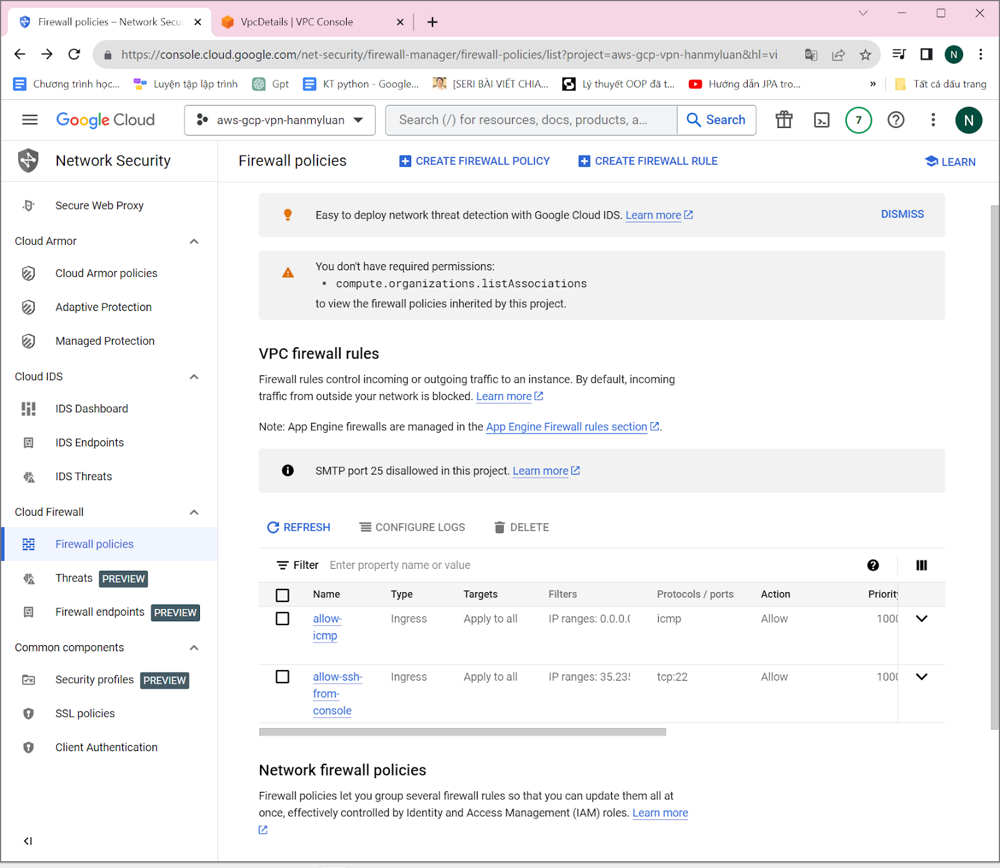 Firewall policies – Network Secu
VpcDetails | VPC Console
https://console.cloud.google.com/net-security/firewall-manager/firewall-policies/list?project=aws-gcp-vpn-hanmyluan&hl=vi
N
Chương trình học...
Luyện tập lập trình
Gpt
KT python - Google...
[SERI BÀI VIẾT CHIA...
Lý thuyết OOP đã t...
Hướng dẫn JPA tro...
»
Tất cả dấu trang
Google Cloud
aws-gcp-vpn-hanmyluan
Search (/) for resources, docs, products, a...
Search
7
N
Network Security
Firewall policies
CREATE FIREWALL POLICY
CREATE FIREWALL RULE
LEARN
Secure Web Proxy
Cloud Armor
Cloud Armor policies
Adaptive Protection
Managed Protection
Cloud IDS
IDS Dashboard
IDS Endpoints
IDS Threats
Cloud Firewall
Firewall policies
Threats PREVIEW
Firewall endpoints PREVIEW
Common components
Security profiles PREVIEW
SSL policies
Client Authentication
Easy to deploy network threat detection with Google Cloud IDS. Learn more
DISMISS
You don't have required permissions:
• compute.organizations.listAssociations
to view the firewall policies inherited by this project.
VPC firewall rules
Firewall rules control incoming or outgoing traffic to an instance. By default, incoming
traffic from outside your network is blocked. Learn more
Note: App Engine firewalls are managed in the App Engine Firewall rules section.
SMTP port 25 disallowed in this project. Learn more
REFRESH
CONFIGURE LOGS
DELETE
Filter Enter property name or value
Name Type Targets Filters Protocols / ports Action Priority
allow- Ingress Apply to all IP ranges: 0.0.0.0 icmp Allow 1000
icmp
allow-ssh- Ingress Apply to all IP ranges: 35.235 tcp:22 Allow 1000
from-
console
Network firewall policies
Firewall policies let you group several firewall rules so that you can update them all at
once, effectively controlled by Identity and Access Management (IAM) roles. Learn more